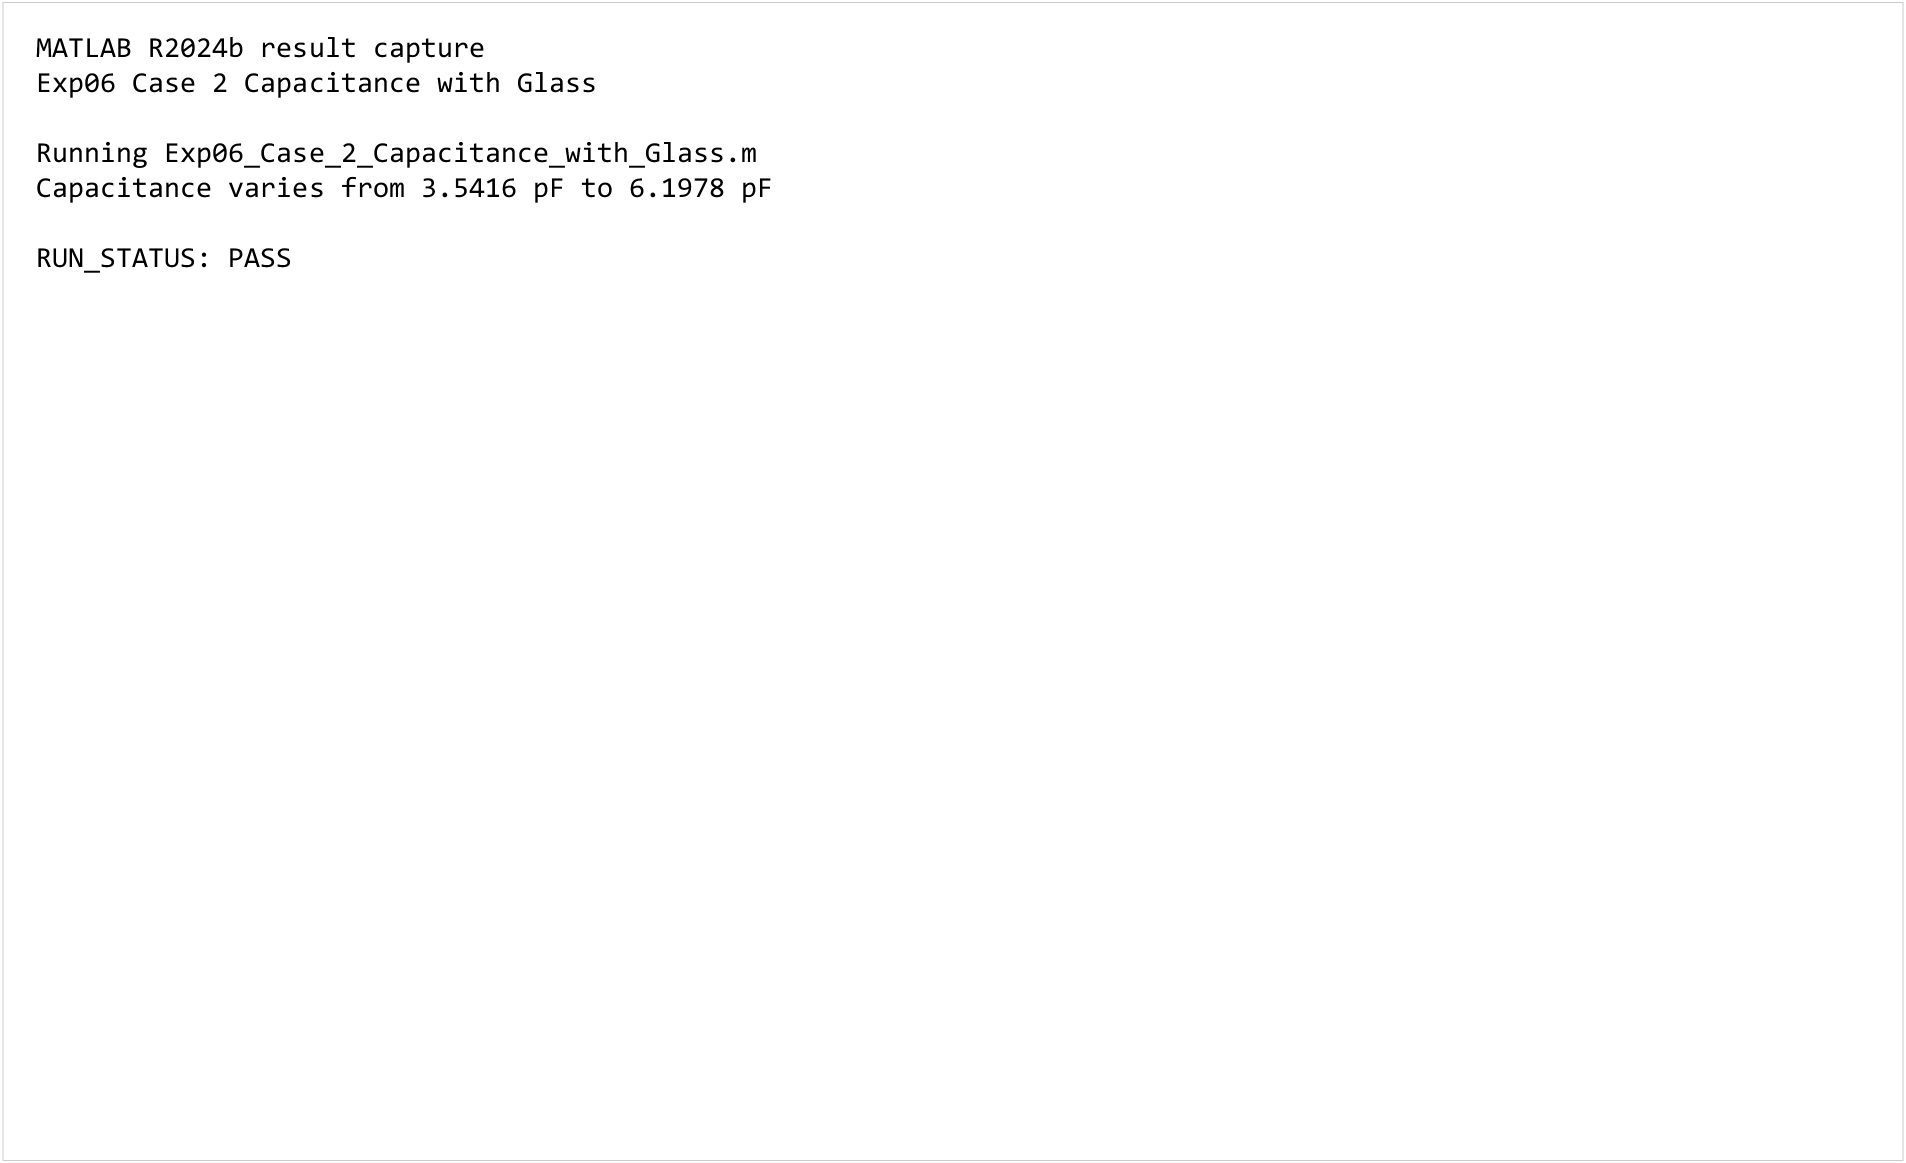 MATLAB R2024b result capture
Exp06 Case 2 Capacitance with Glass
Running Exp06_Case_2_Capacitance_with_Glass.m
Capacitance varies from 3.5416 pF to 6.1978 pF
RUN_STATUS: PASS